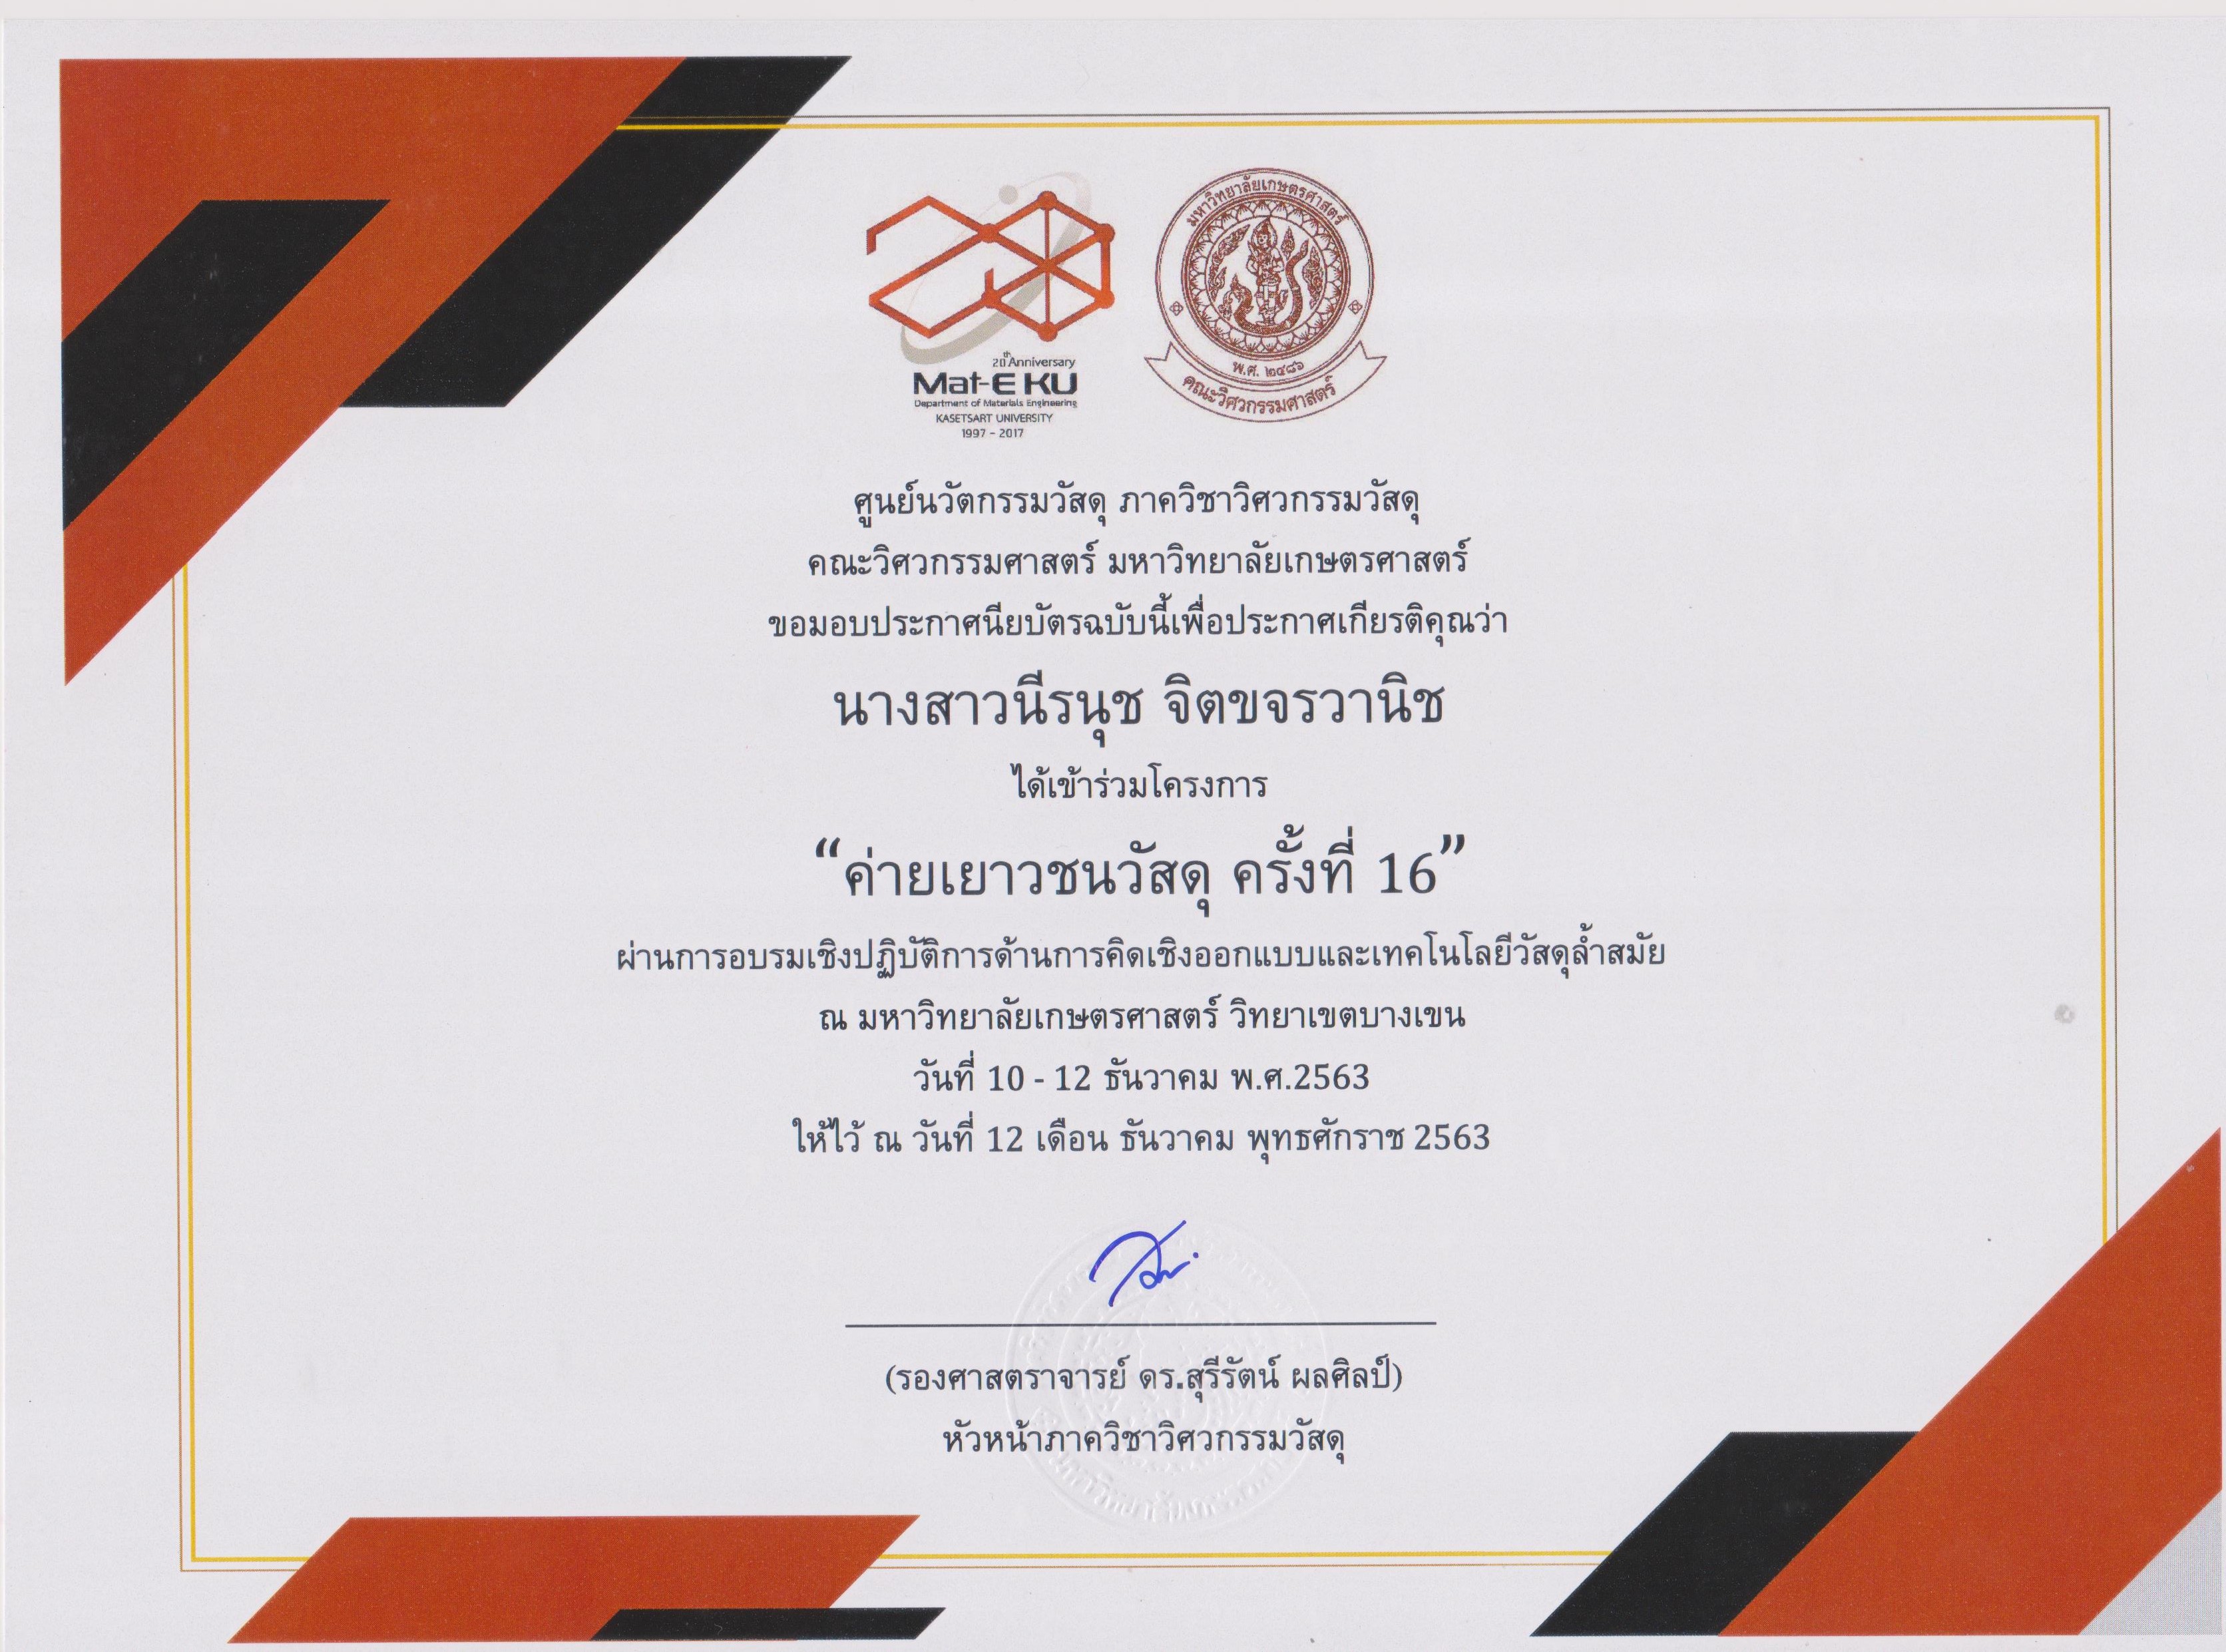 20th Anniversary
Mat-E KU
Department of Materials Engineering
KASETSART UNIVERSITY
1997 - 2017
มหาวิทยาลัยเกษตรศาสตร์
พ.ศ. ๒๔๘๖
คณะวิศวกรรมศาสตร์
ศูนย์นวัตกรรมวัสดุ ภาควิชาวิศวกรรมวัสดุ
คณะวิศวกรรมศาสตร์ มหาวิทยาลัยเกษตรศาสตร์
ขอมอบประกาศนียบัตรฉบับนี้เพื่อประกาศเกียรติคุณว่า
นางสาวนีรนุช จิตขจรวานิช
ได้เข้าร่วมโครงการ
“ค่ายเยาวชนวัสดุ ครั้งที่ 16”
ผ่านการอบรมเชิงปฏิบัติการด้านการคิดเชิงออกแบบและเทคโนโลยีวัสดุล้ำสมัย
ณ มหาวิทยาลัยเกษตรศาสตร์ วิทยาเขตบางเขน
วันที่ 10 - 12 ธันวาคม พ.ศ.2563
ให้ไว้ ณ วันที่ 12 เดือน ธันวาคม พุทธศักราช 2563
(รองศาสตราจารย์ ดร.สุรีรัตน์ ผลศิลป์)
หัวหน้าภาควิชาวิศวกรรมวัสดุ